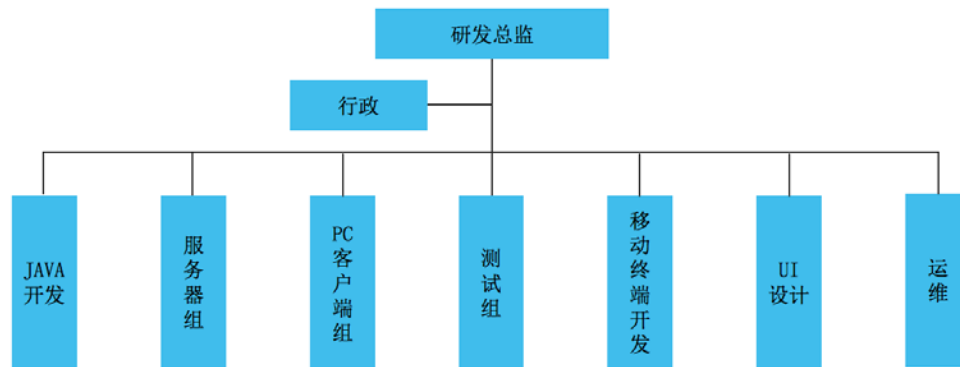 研发总监
行政
JAVA
开发
服务器组
PC
客户端组
测试组
移动终端开发
UI
设计
运维